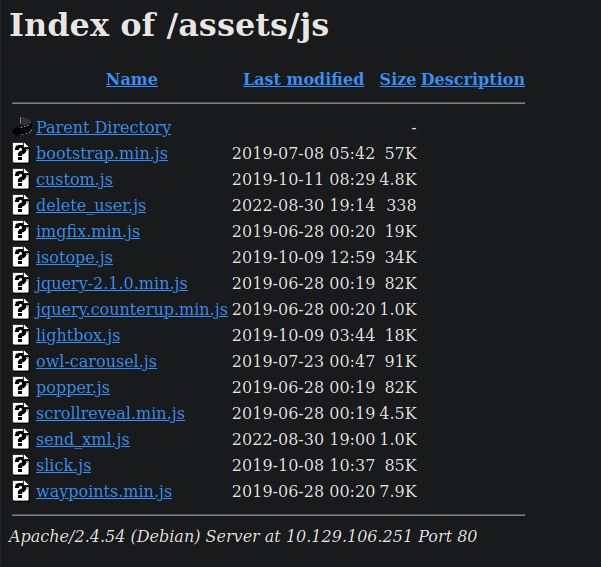 Index of /assets/js
Name Last modified Size Description
Parent Directory -
bootstrap.min.js 2019-07-08 05:42 57K
custom.js 2019-10-11 08:29 4.8K
delete_user.js 2022-08-30 19:14 338
imgfix.min.js 2019-06-28 00:20 19K
isotope.js 2019-10-09 12:59 34K
jquery-2.1.0.min.js 2019-06-28 00:19 82K
jquery.counterup.min.js 2019-06-28 00:20 1.0K
lightbox.js 2019-10-09 03:44 18K
owl-carousel.js 2019-07-23 00:47 91K
popper.js 2019-06-28 00:19 82K
scrollreveal.min.js 2019-06-28 00:19 4.5K
send_xml.js 2022-08-30 19:00 1.0K
slick.js 2019-10-08 10:37 85K
waypoints.min.js 2019-06-28 00:20 7.9K
Apache/2.4.54 (Debian) Server at 10.129.106.251 Port 80